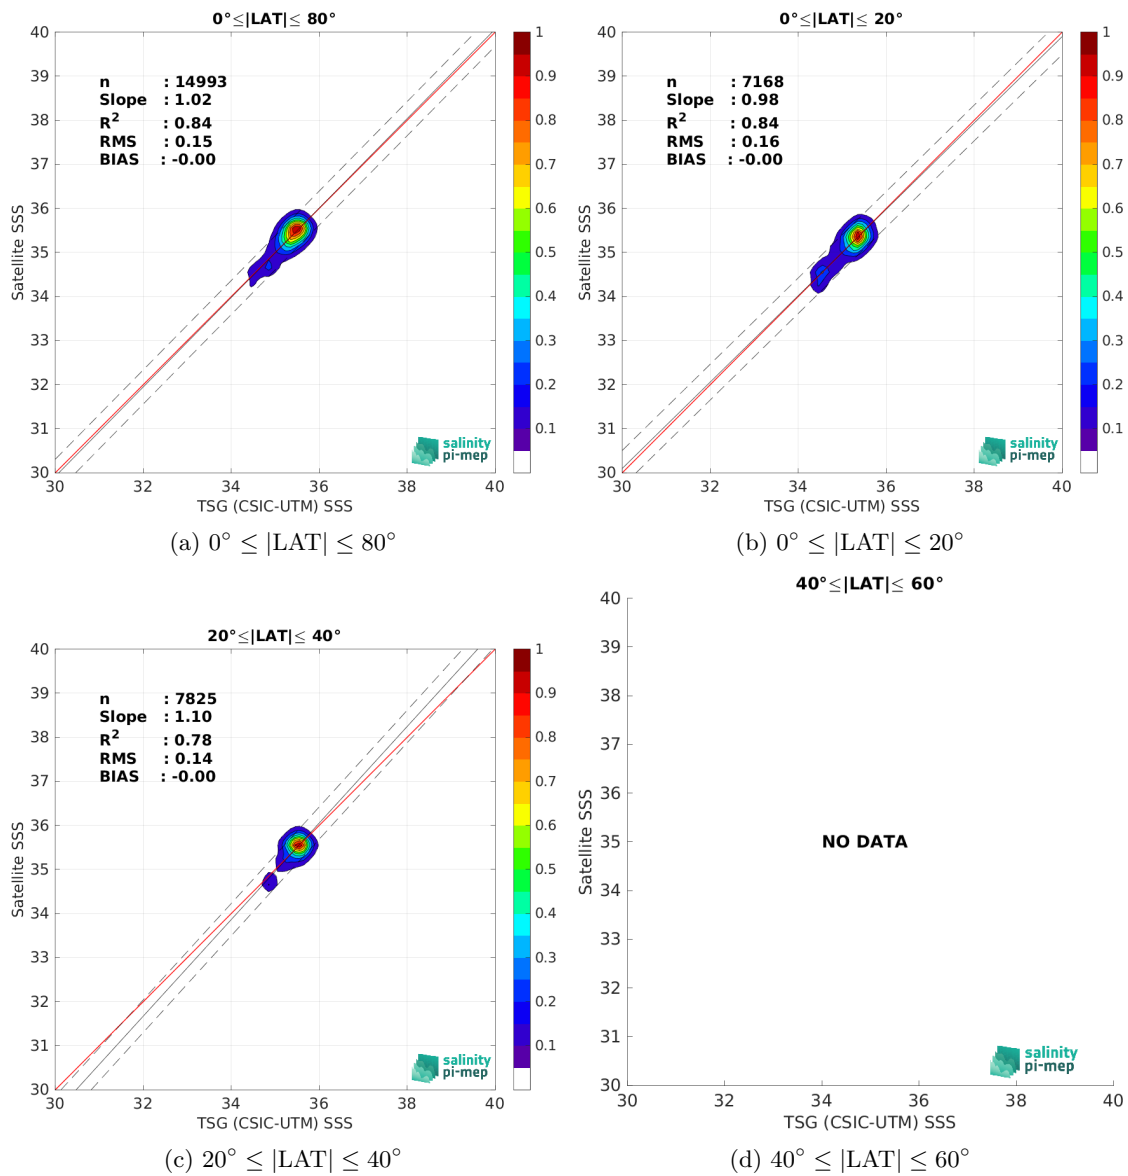 0°≤|LAT|≤ 80°
40
39
38
37
36
35
34
33
32
31
30
n : 14993
Slope : 1.02
R² : 0.84
RMS : 0.15
BIAS : -0.00
1
0.9
0.8
0.7
0.6
0.5
0.4
0.3
0.2
0.1
Satellite SSS
salinity
pi-mep
30 32 34 36 38 40
TSG (CSIC-UTM) SSS
(a) 0° ≤ |LAT| ≤ 80°
0°≤|LAT|≤ 20°
40
39
38
37
36
35
34
33
32
31
30
n : 7168
Slope : 0.98
R² : 0.84
RMS : 0.16
BIAS : -0.00
1
0.9
0.8
0.7
0.6
0.5
0.4
0.3
0.2
0.1
Satellite SSS
salinity
pi-mep
30 32 34 36 38 40
TSG (CSIC-UTM) SSS
(b) 0° ≤ |LAT| ≤ 20°
20°≤|LAT|≤ 40°
40
39
38
37
36
35
34
33
32
31
30
n : 7825
Slope : 1.10
R² : 0.78
RMS : 0.14
BIAS : -0.00
1
0.9
0.8
0.7
0.6
0.5
0.4
0.3
0.2
0.1
Satellite SSS
salinity
pi-mep
30 32 34 36 38 40
TSG (CSIC-UTM) SSS
(c) 20° ≤ |LAT| ≤ 40°
40°≤|LAT|≤ 60°
40
39
38
37
36
35
34
33
32
31
30
NO DATA
Satellite SSS
salinity
pi-mep
30 32 34 36 38 40
TSG (CSIC-UTM) SSS
(d) 40° ≤ |LAT| ≤ 60°